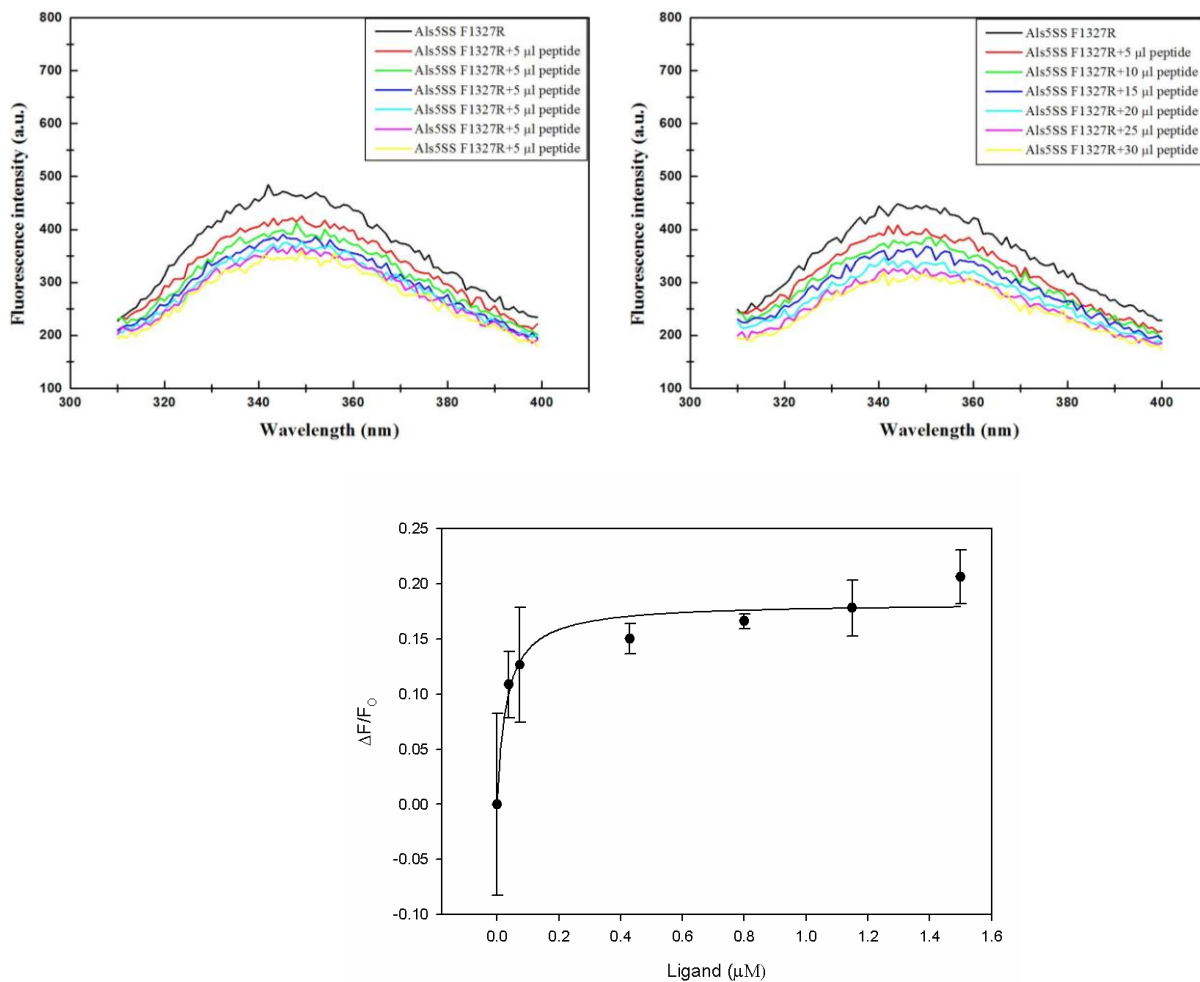 800
700
600
500
400
300
200
100
300 320 340 360 380 400
Fluorescence intensity (a.u.)
Wavelength (nm)
Als5SS F1327R
Als5SS F1327R+5 µl peptide
Als5SS F1327R+5 µl peptide
Als5SS F1327R+5 µl peptide
Als5SS F1327R+5 µl peptide
Als5SS F1327R+5 µl peptide
Als5SS F1327R+5 µl peptide
800
700
600
500
400
300
200
100
300 320 340 360 380 400
Fluorescence intensity (a.u.)
Wavelength (nm)
Als5SS F1327R
Als5SS F1327R+5 µl peptide
Als5SS F1327R+10 µl peptide
Als5SS F1327R+15 µl peptide
Als5SS F1327R+20 µl peptide
Als5SS F1327R+25 µl peptide
Als5SS F1327R+30 µl peptide
0.25
0.20
0.15
0.10
0.05
0.00
-0.05
-0.10
0.0 0.2 0.4 0.6 0.8 1.0 1.2 1.4 1.6
ΔF/FO
Ligand (µM)